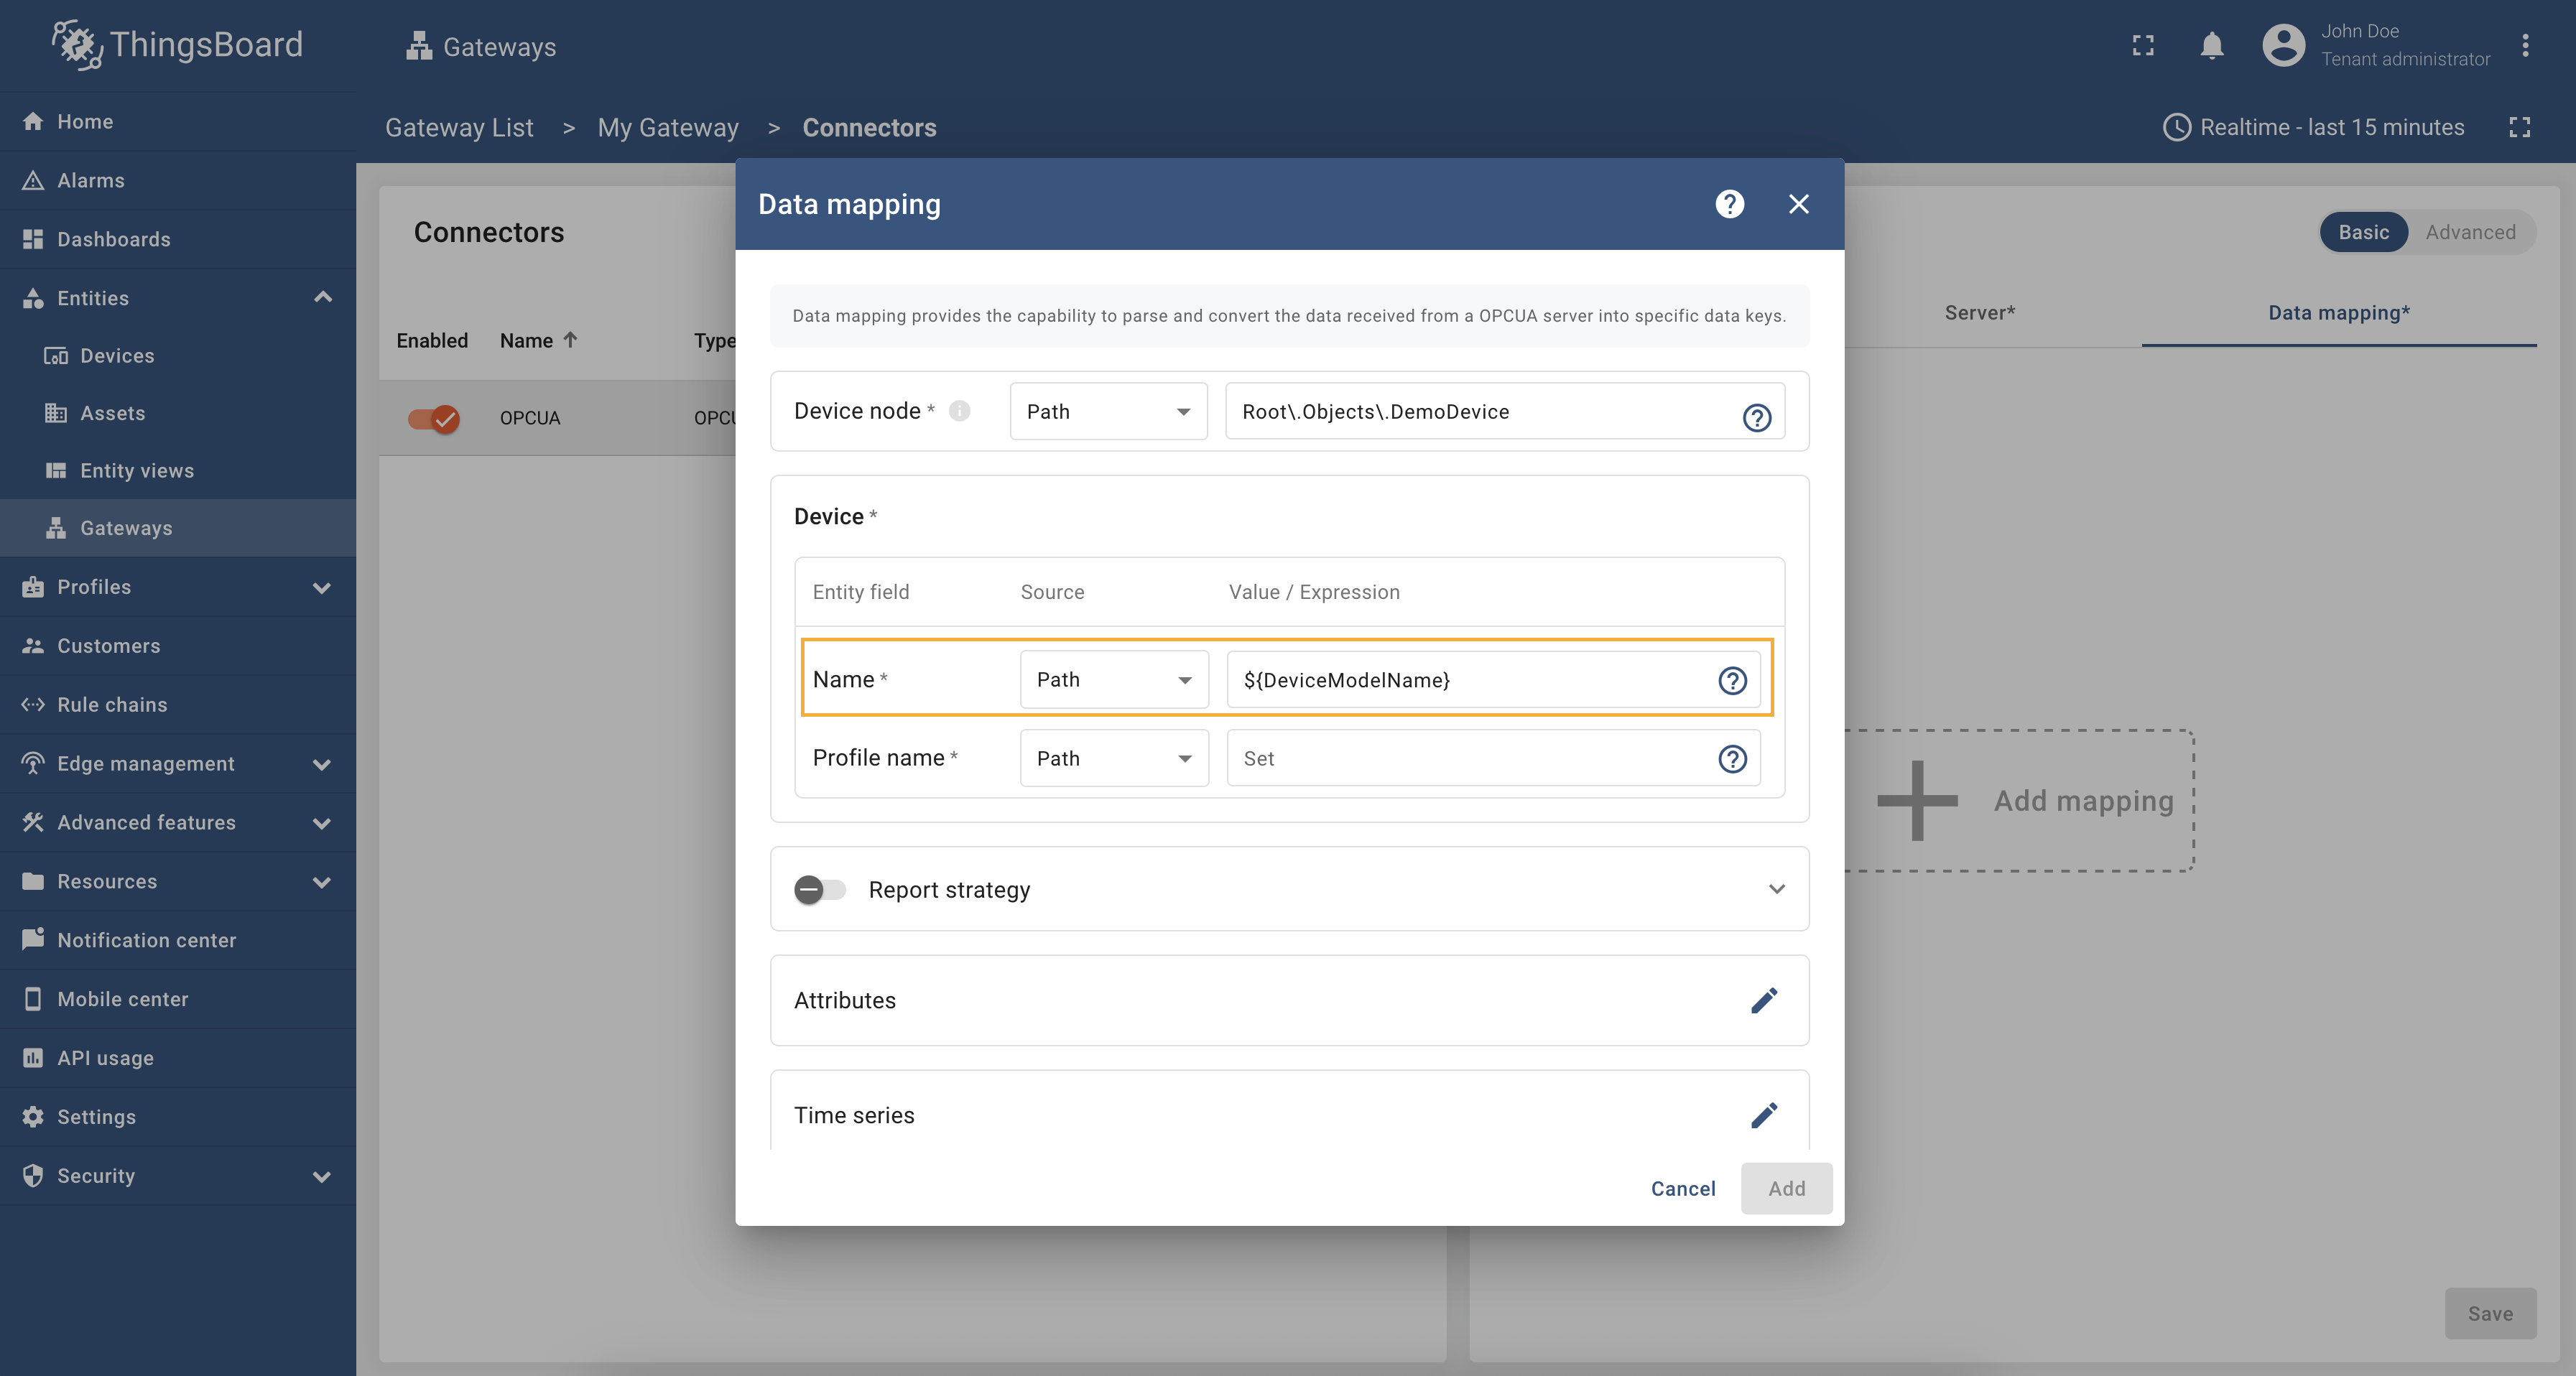 ThingsBoard
Gateways
John Doe
Tenant administrator
Gateway List > My Gateway > Connectors
Realtime - last 15 minutes
Home
Alarms
Dashboards
Entities
Devices
Assets
Entity views
Gateways
Profiles
Customers
Rule chains
Edge management
Advanced features
Resources
Notification center
Mobile center
API usage
Settings
Security
Connectors
Enabled Name Type
OPCUA OPCU
Basic Advanced
Server* Data mapping*
Add mapping
Save
Data mapping
Data mapping provides the capability to parse and convert the data received from a OPCUA server into specific data keys.
Device node * Path Root\.Objects\.DemoDevice
Device *
Entity field Source Value / Expression
Name * Path ${DeviceModelName}
Profile name * Path Set
Report strategy
Attributes
Time series
Cancel Add